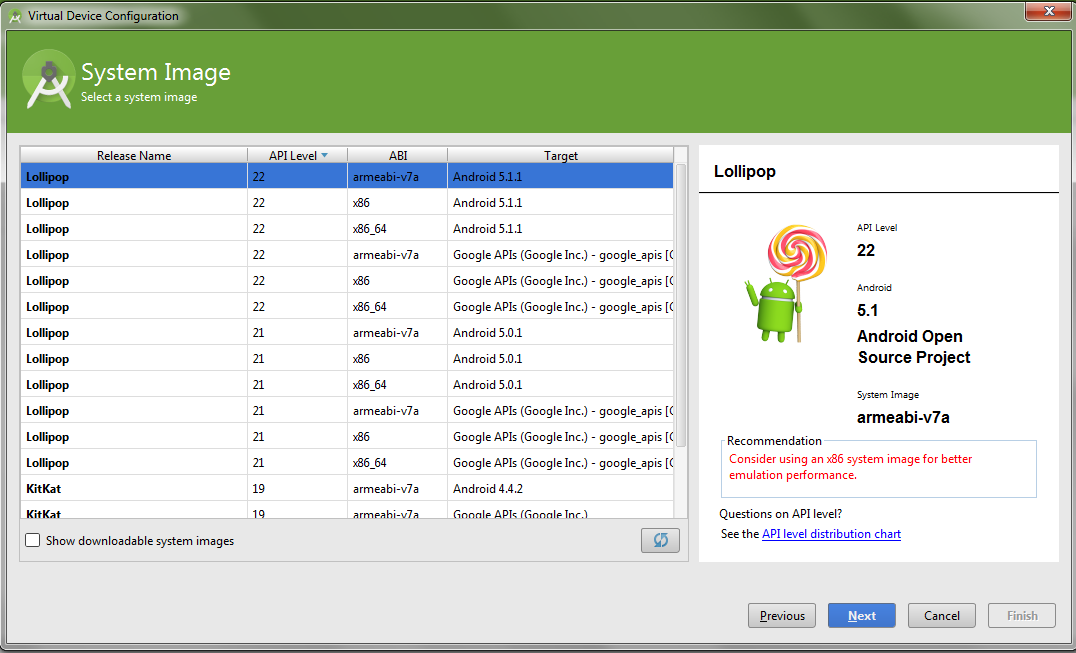 Virtual Device Configuration
System Image
Select a system image
Release Name API Level ABI Target
Lollipop 22 armeabi-v7a Android 5.1.1
Lollipop 22 x86 Android 5.1.1
Lollipop 22 x86_64 Android 5.1.1
Lollipop 22 armeabi-v7a Google APIs (Google Inc.) - google_apis [G
Lollipop 22 x86 Google APIs (Google Inc.) - google_apis [G
Lollipop 22 x86_64 Google APIs (Google Inc.) - google_apis [G
Lollipop 21 armeabi-v7a Android 5.0.1
Lollipop 21 x86 Android 5.0.1
Lollipop 21 x86_64 Android 5.0.1
Lollipop 21 armeabi-v7a Google APIs (Google Inc.) - google_apis [G
Lollipop 21 x86 Google APIs (Google Inc.) - google_apis [G
Lollipop 21 x86_64 Google APIs (Google Inc.) - google_apis [G
KitKat 19 armeabi-v7a Android 4.4.2
KitKat 19 armeabi-v7a Google APIs (Google Inc.)
Show downloadable system images
Lollipop
API Level
22
Android
5.1
Android Open
Source Project
System Image
armeabi-v7a
Recommendation
Consider using an x86 system image for better
emulation performance.
Questions on API level?
See the API level distribution chart
Previous Next Cancel Finish